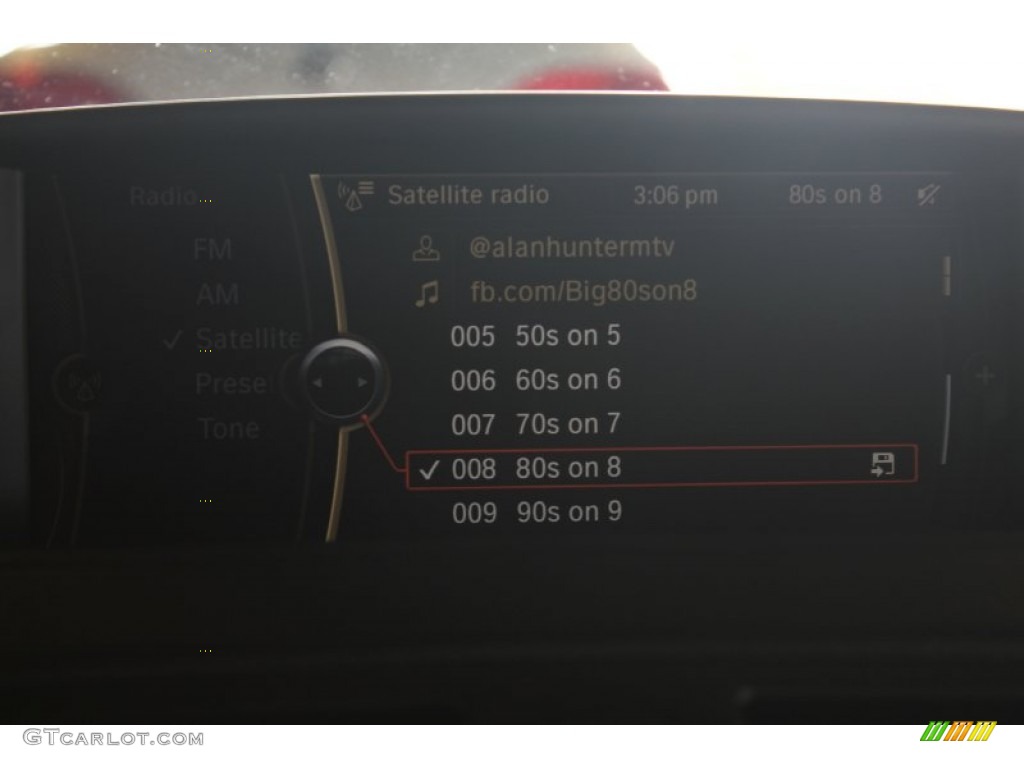 Radio
Satellite radio 3:06 pm 80s on 8
FM
@alanhuntermtv
AM
fb.com/Big80son8
Satellite
005 50s on 5
Prese
006 60s on 6
Tone
007 70s on 7
008 80s on 8
009 90s on 9
GTCARLOT.COM